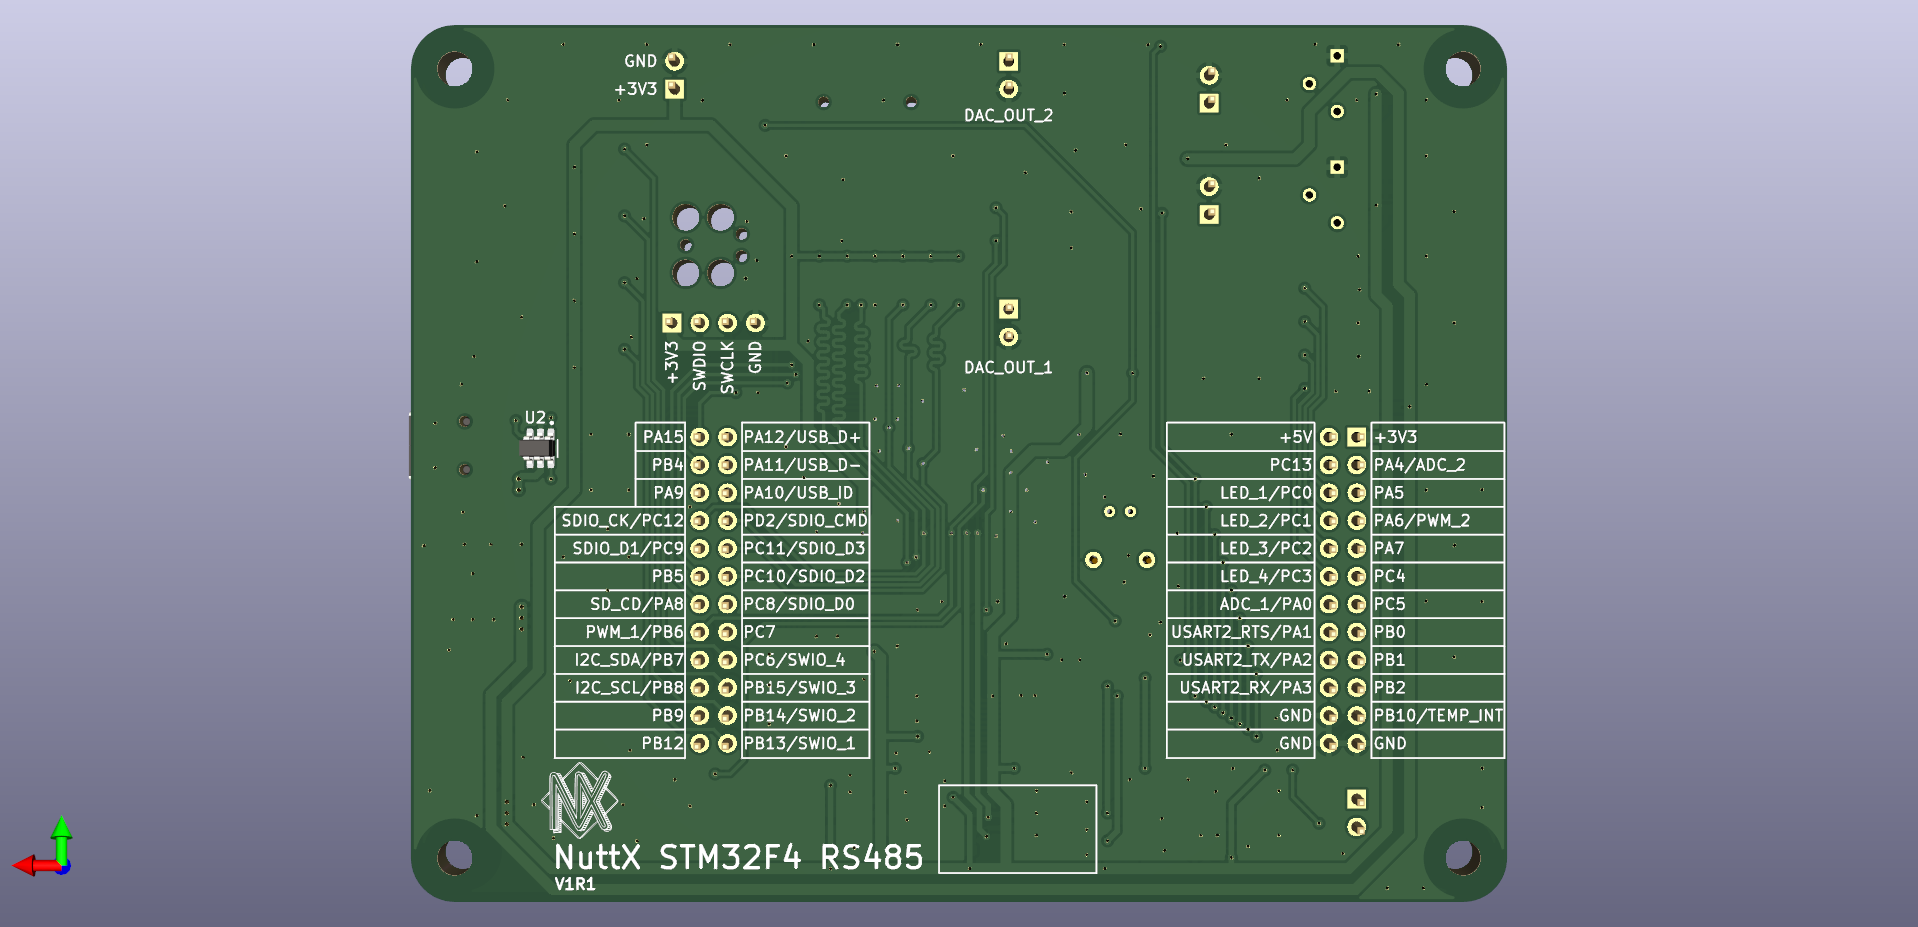 GND
+3V3
DAC_OUT_2
+3V3 SWDIO SWCLK GND
DAC_OUT_1
U2
PA15 PA12/USB_D+
PB4 PA11/USB_D-
PA9 PA10/USB_ID
SDIO_CK/PC12 PD2/SDIO_CMD
SDIO_D1/PC9 PC11/SDIO_D3
PB5 PC10/SDIO_D2
SD_CD/PA8 PC8/SDIO_D0
PWM_1/PB6 PC7
I2C_SDA/PB7 PC6/SWIO_4
I2C_SCL/PB8 PB15/SWIO_3
PB9 PB14/SWIO_2
PB12 PB13/SWIO_1
+5V +3V3
PC13 PA4/ADC_2
LED_1/PC0 PA5
LED_2/PC1 PA6/PWM_2
LED_3/PC2 PA7
LED_4/PC3 PC4
ADC_1/PA0 PC5
USART2_RTS/PA1 PB0
USART2_TX/PA2 PB1
USART2_RX/PA3 PB2
GND PB10/TEMP_INT
GND GND
NX
NuttX STM32F4 RS485
V1R1